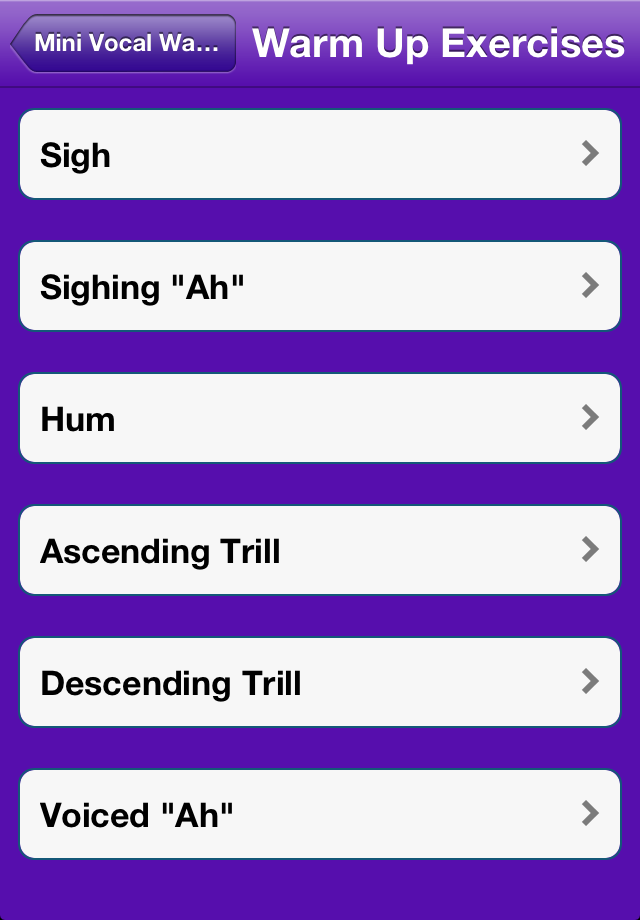 Mini Vocal Wa...
Warm Up Exercises
Sigh
Sighing "Ah"
Hum
Ascending Trill
Descending Trill
Voiced "Ah"